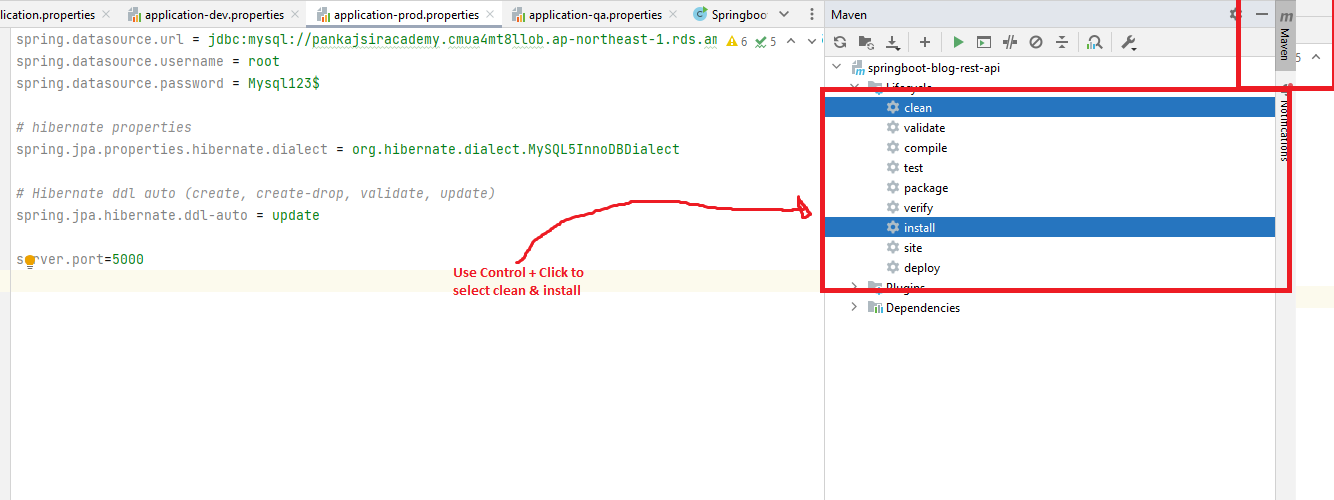 lication.properties
application-dev.properties
application-prod.properties
application-qa.properties
Springboo
Maven
spring.datasource.url = jdbc:mysql://pankajsiracademy.cmua4mt8llob.ap-northeast-1.rds.am
6
5
spring.datasource.username = root
spring.datasource.password = Mysql123$
# hibernate properties
spring.jpa.properties.hibernate.dialect = org.hibernate.dialect.MySQL5InnoDBDialect
# Hibernate ddl auto (create, create-drop, validate, update)
spring.jpa.hibernate.ddl-auto = update
server.port=5000
Use Control + Click to
select clean & install
springboot-blog-rest-api
Lifecycle
clean
validate
compile
test
package
verify
install
site
deploy
Plugins
Dependencies
m
Maven
Notifications
5